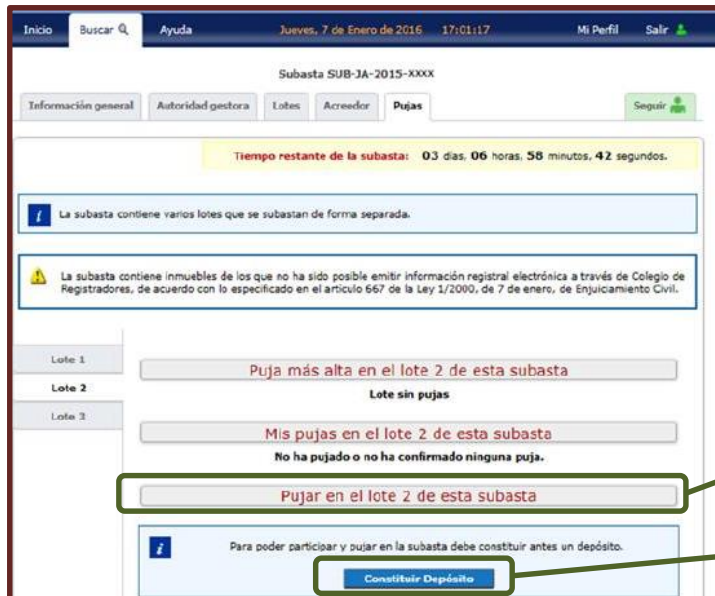 Inicio Buscar Ayuda Jueves, 7 de Enero de 2016 17:01:17 Mi Perfil Salir
Subasta SUB-JA-2015-XXXX
Información general Autoridad gestora Lotes Acreedor Pujas Seguir
Tiempo restante de la subasta: 03 días, 06 horas, 58 minutos, 42 segundos.
La subasta contiene varios lotes que se subastan de forma separada.
La subasta contiene inmuebles de los que no ha sido posible emitir información registral electrónica a través de Colegio de
Registradores, de acuerdo con lo especificado en el artículo 667 de la Ley 1/2000, de 7 de enero, de Enjuiciamiento Civil.
Lote 1
Lote 2
Lote 3
Puja más alta en el lote 2 de esta subasta
Lote sin pujas
Mis pujas en el lote 2 de esta subasta
No ha pujado o no ha confirmado ninguna puja.
Pujar en el lote 2 de esta subasta
Para poder participar y pujar en la subasta debe constituir antes un depósito.
Constituir Depósito